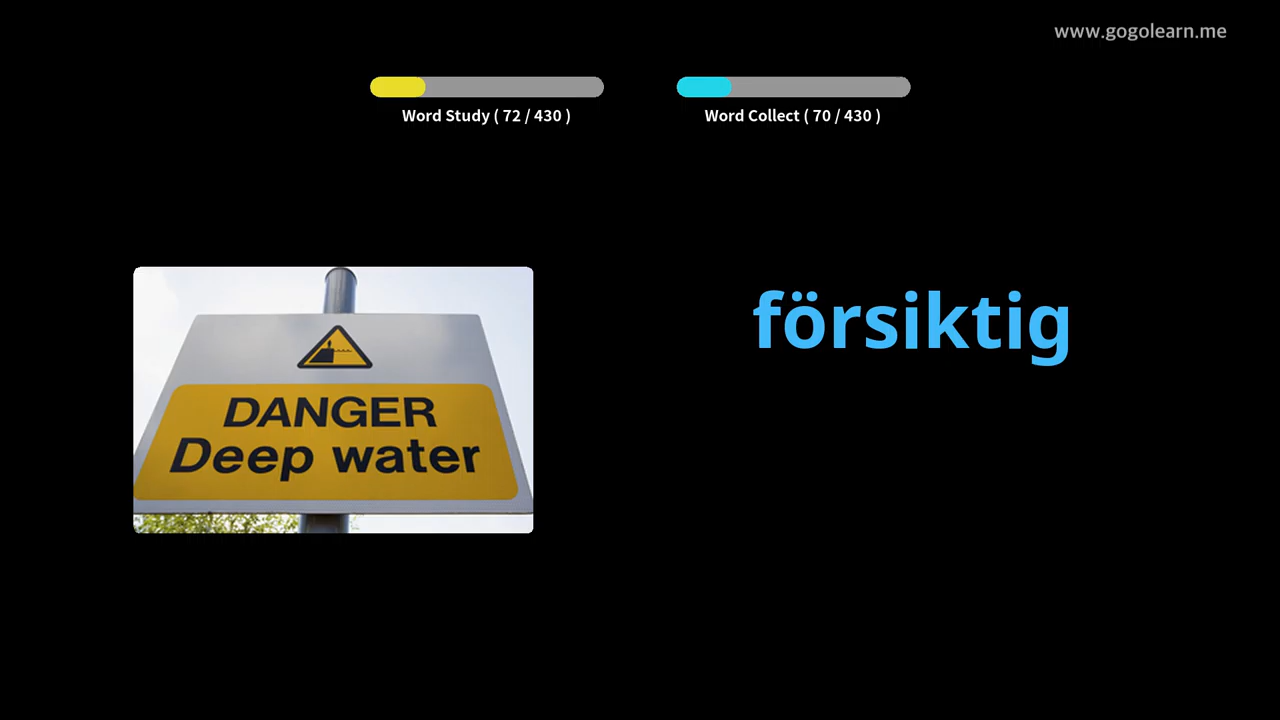 www.gogolearn.me
Word Study ( 72 / 430 )
Word Collect ( 70 / 430 )
DANGER
Deep water
försiktig